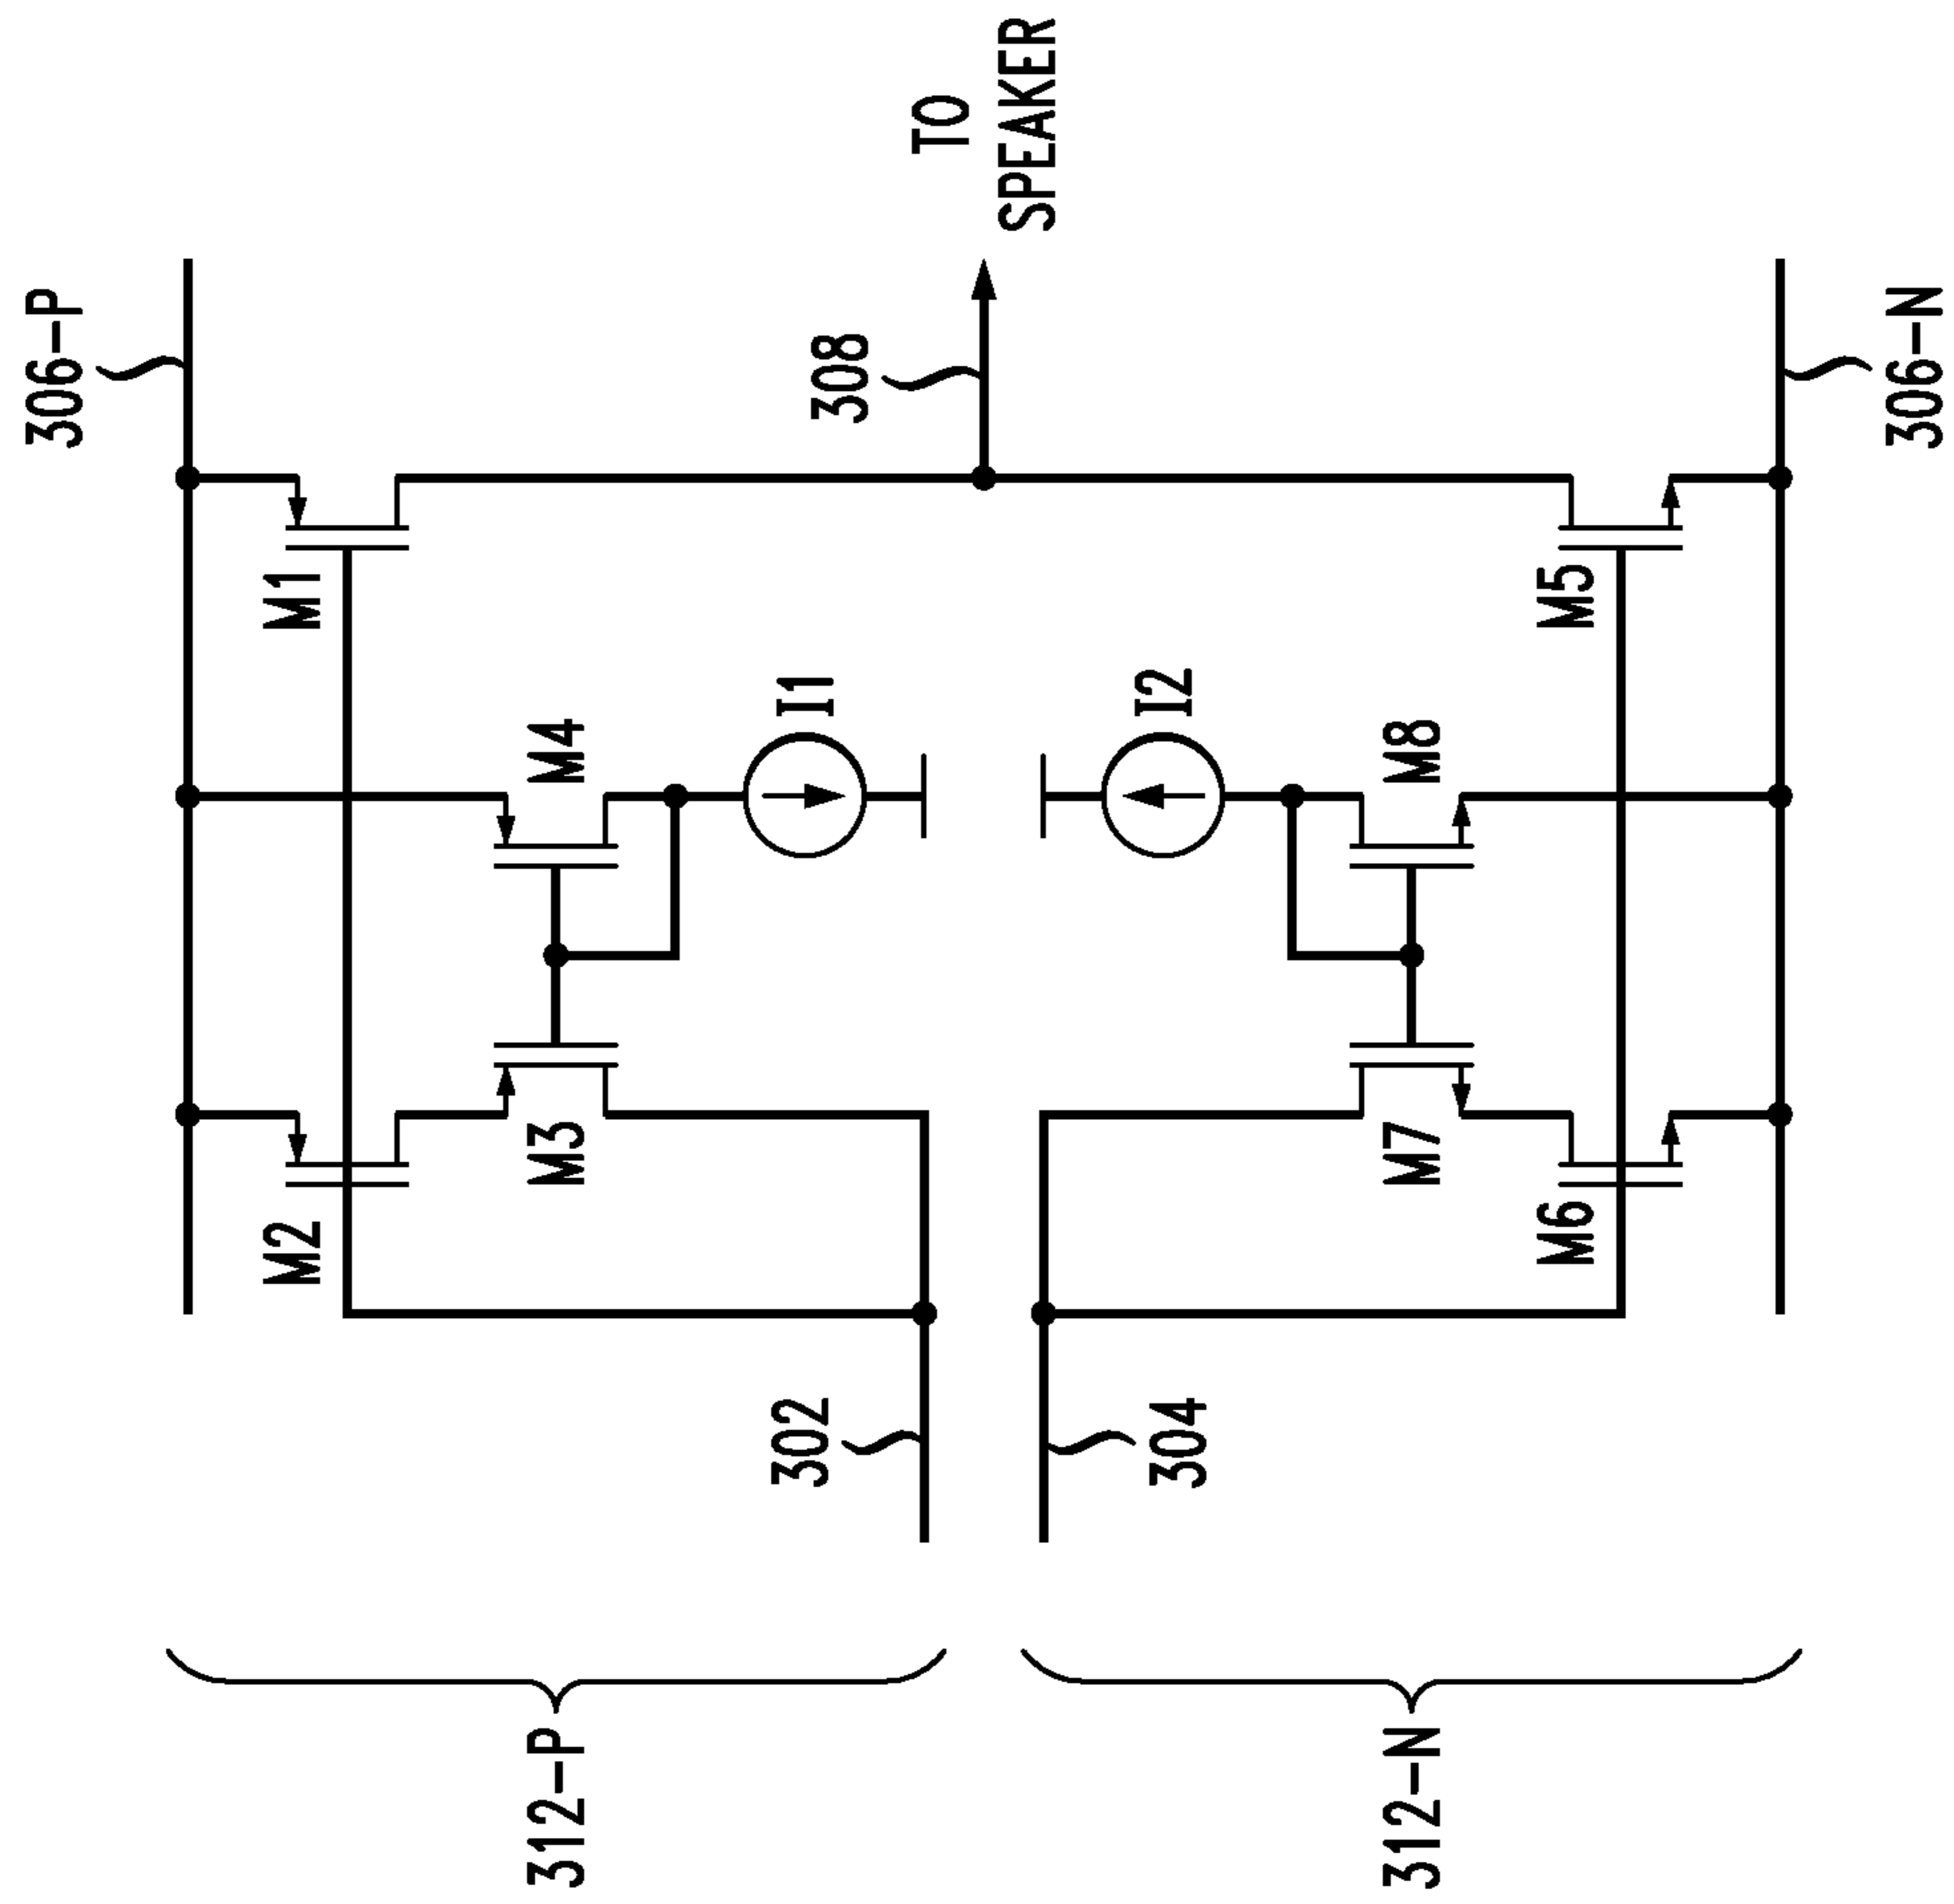 306-P
M1
308
TO
SPEAKER
M4
I1
M2
M3
302
312-P
I2
M8
M5
304
M7
M6
306-N
312-N